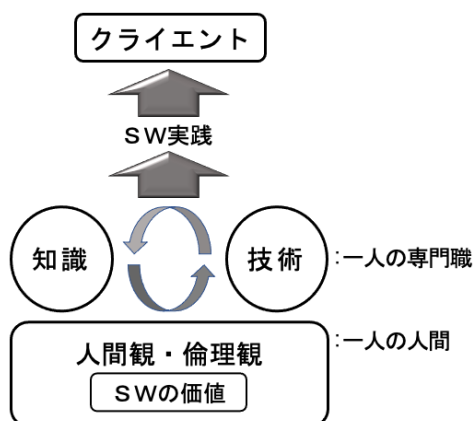 クライエント
ＳＷ実践
知識
技術
:一人の専門職
:一人の人間
人間観・倫理観
ＳＷの価値